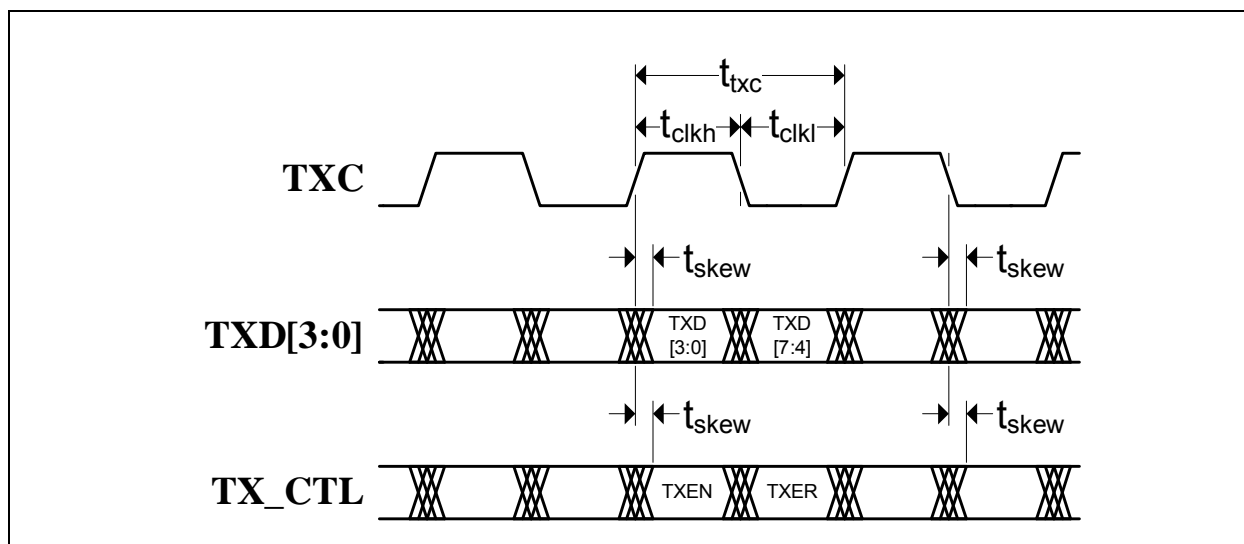 t_txc
t_clkh t_clkl
TXC
t_skew t_skew
TXD[3:0] TXD [3:0] TXD [7:4]
t_skew t_skew
TX_CTL TXEN TXER